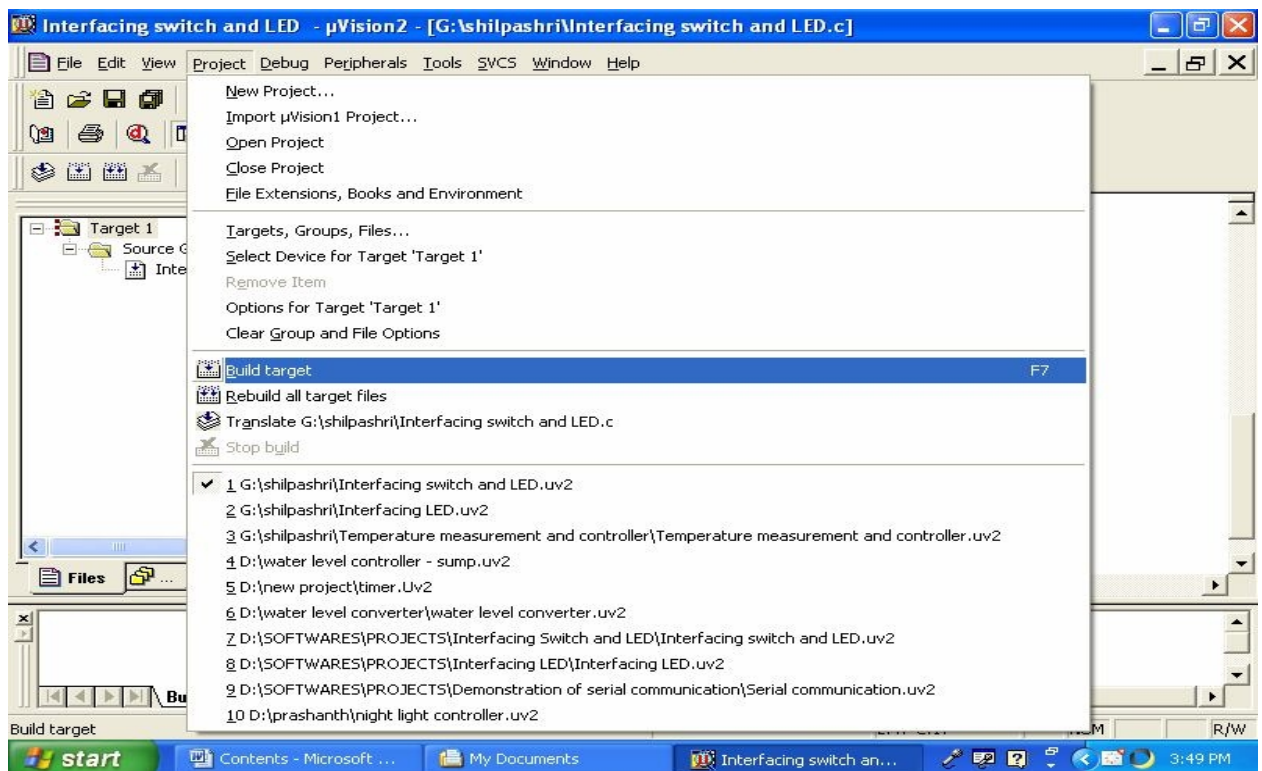 Interfacing switch and LED - µVision2 - [G:\shilpashri\Interfacing switch and LED.c]
File Edit View Project Debug Peripherals Tools SVCS Window Help
New Project...
Import µVision1 Project...
Open Project
Close Project
File Extensions, Books and Environment
Targets, Groups, Files...
Select Device for Target 'Target 1'
Remove Item
Options for Target 'Target 1'
Clear Group and File Options
Build target F7
Rebuild all target files
Translate G:\shilpashri\Interfacing switch and LED.c
Stop build
1 G:\shilpashri\Interfacing switch and LED.uv2
2 G:\shilpashri\Interfacing LED.uv2
3 G:\shilpashri\Temperature measurement and controller\Temperature measurement and controller.uv2
4 D:\water level controller - sump.uv2
5 D:\new project\timer.Uv2
6 D:\water level converter\water level converter.uv2
7 D:\SOFTWARES\PROJECTS\Interfacing Switch and LED\Interfacing switch and LED.uv2
8 D:\SOFTWARES\PROJECTS\Interfacing LED\Interfacing LED.uv2
9 D:\SOFTWARES\PROJECTS\Demonstration of serial communication\Serial communication.uv2
10 D:\prashanth\night light controller.uv2
Target 1
Source G
Inte
Files ...
Bu
Build target R/W
start Contents - Microsoft ... My Documents Interfacing switch an... 3:49 PM